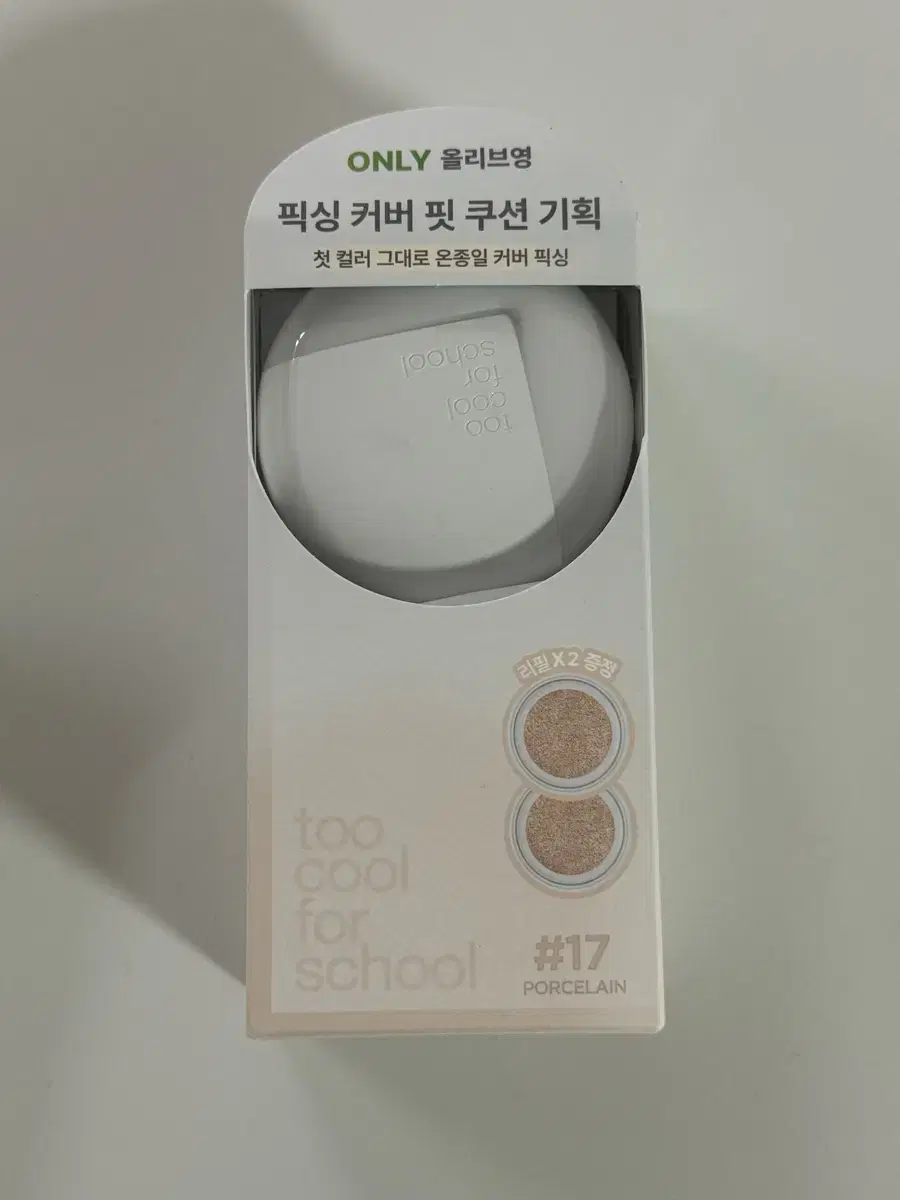 ONLY 올리브영
픽싱 커버 핏 쿠션 기획
첫 컬러 그대로 온종일 커버 픽싱
too
cool
for
school
리필 X 2 증정
too
cool
for
school
#17
PORCELAIN